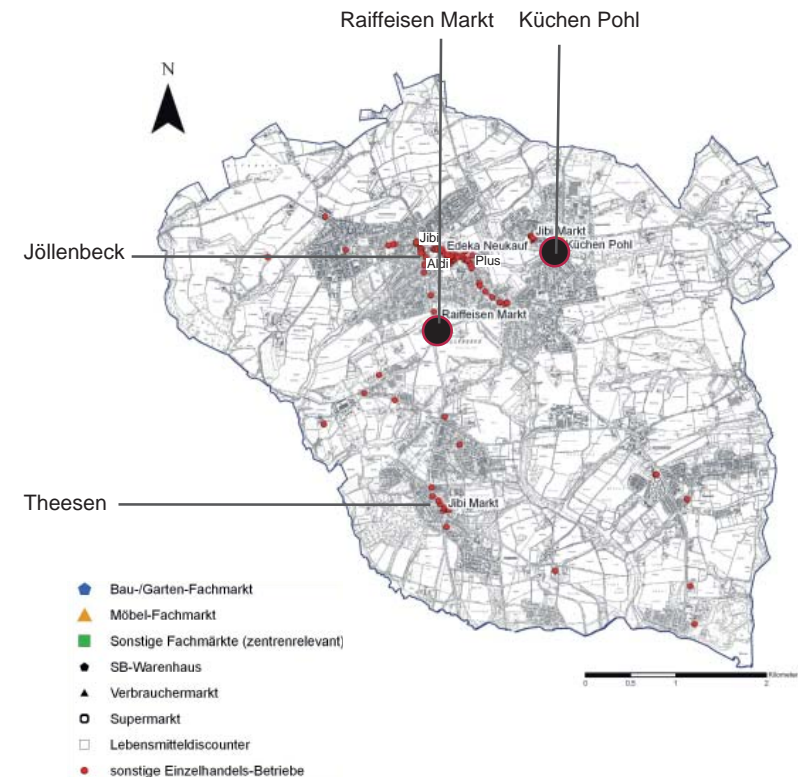 Raiffeisen Markt Küchen Pohl
N
Jibi
Edeka Neukauf
Jibi Markt
Küchen Pohl
Jöllenbeck
Aldi
Plus
Raiffeisen Markt
Theesen
Jibi Markt
Bau-/Garten-Fachmarkt
Möbel-Fachmarkt
Sonstige Fachmärkte (zentrenrelevant)
SB-Warenhaus
Verbrauchermarkt
Supermarkt
Lebensmitteldiscounter
sonstige Einzelhandels-Betriebe
Kilometer
0 0.5 1 2